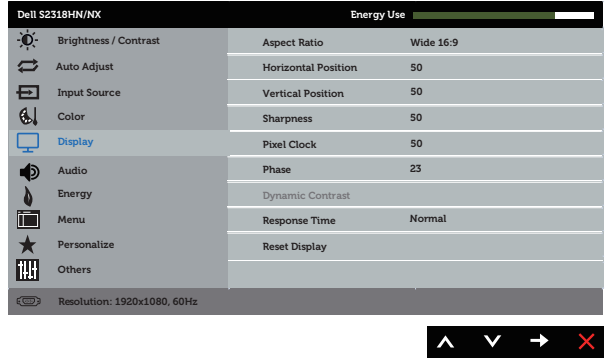 Dell S2318HN/NX Energy Use
Brightness / Contrast Aspect Ratio Wide 16:9
Auto Adjust Horizontal Position 50
Input Source Vertical Position 50
Color Sharpness 50
Display Pixel Clock 50
Audio Phase 23
Energy Dynamic Contrast
Menu Response Time Normal
Personalize Reset Display
Others
Resolution: 1920x1080, 60Hz